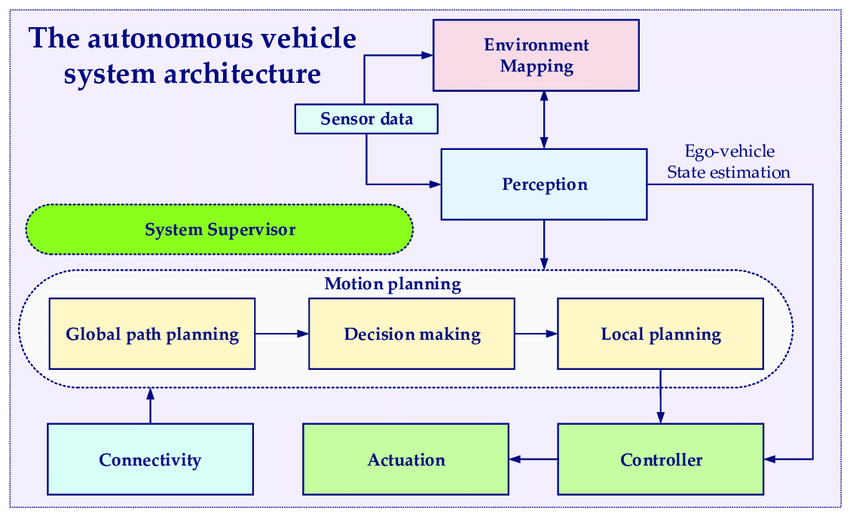 The autonomous vehicle
system architecture
Environment
Mapping
Sensor data
Ego-vehicle
State estimation
Perception
System Supervisor
Motion planning
Global path planning
Decision making
Local planning
Connectivity
Actuation
Controller